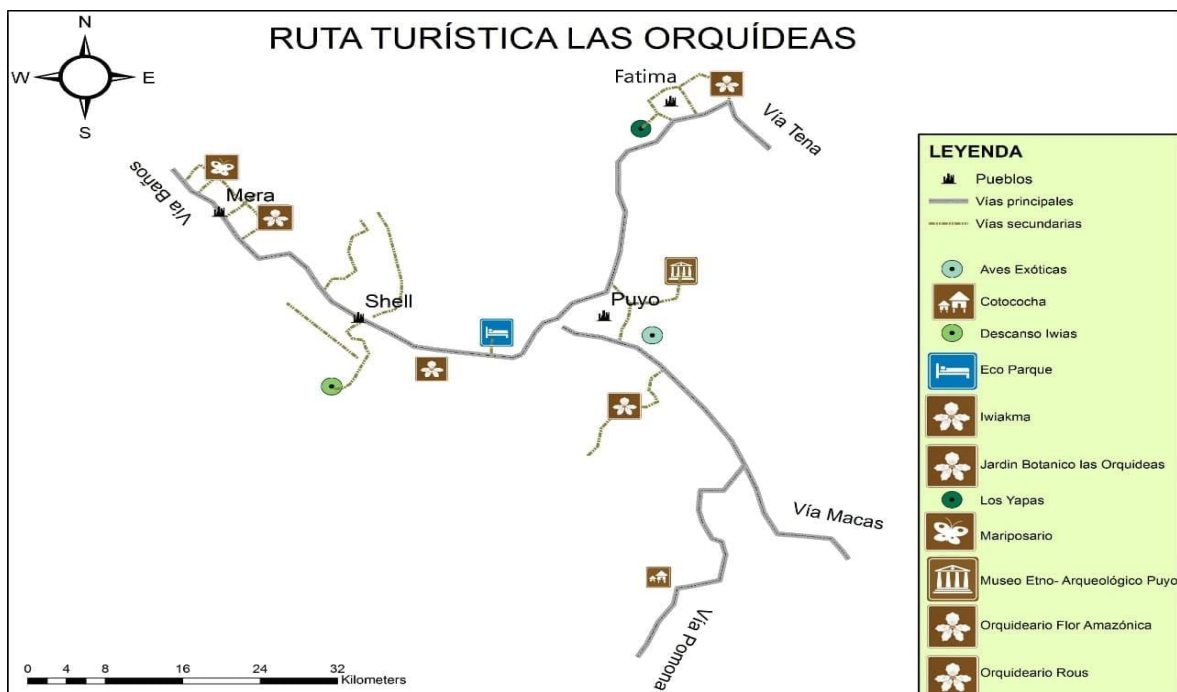 RUTA TURÍSTICA LAS ORQUÍDEAS
N
W
E
S
Fatima
Vía Tena
Vía Baños
Mera
Shell
Puyo
Vía Macas
Vía Pomona
0 4 8 16 24 32
Kilometers
LEYENDA
Pueblos
Vías principales
Vías secundarias
Aves Exóticas
Cotococha
Descanso Iwias
Eco Parque
Iwiakma
Jardin Botanico las Orquideas
Los Yapas
Mariposario
Museo Etno- Arqueológico Puyo
Orquideario Flor Amazónica
Orquideario Rous